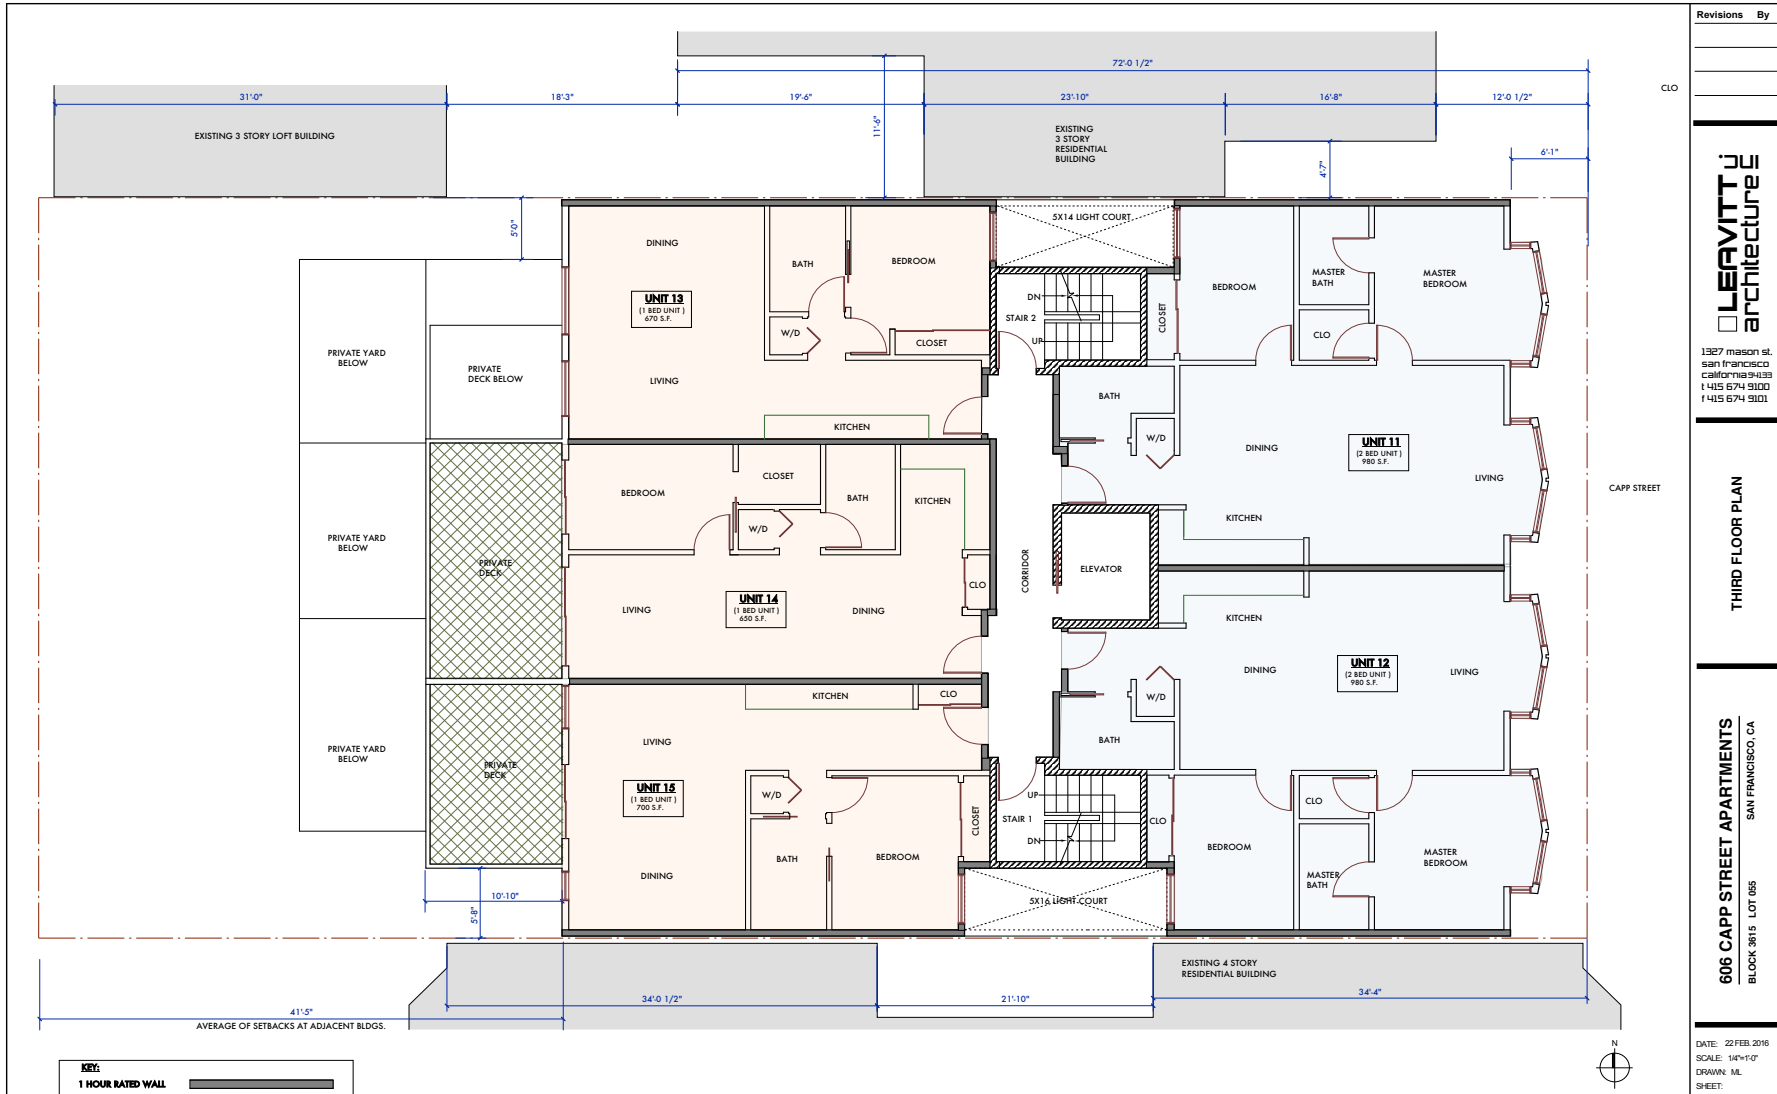 Revisions By
72'-0 1/2"
31'-0"
18'-3"
19'-6"
23'-10"
16'-8"
12'-0 1/2"
CLO
EXISTING 3 STORY LOFT BUILDING
11'-6"
EXISTING
3 STORY
RESIDENTIAL
BUILDING
4'-7"
6'-1"
LEAVITT
architecture
1327 mason st.
san francisco
california 94133
t 415 674 9100
f 415 674 9101
5'-0"
5X14 LIGHT COURT
DINING
BATH
BEDROOM
UNIT 13
(1 BED UNIT )
670 S.F.
W/D
CLOSET
LIVING
KITCHEN
DN
STAIR 2
UP
CLOSET
BEDROOM
MASTER
BATH
MASTER
BEDROOM
CLO
PRIVATE YARD
BELOW
PRIVATE
DECK BELOW
BATH
W/D
DINING
UNIT 11
(2 BED UNIT )
980 S.F.
LIVING
KITCHEN
CAPP STREET
THIRD FLOOR PLAN
BEDROOM
CLOSET
BATH
KITCHEN
W/D
PRIVATE YARD
BELOW
PRIVATE
DECK
CORRIDOR
ELEVATOR
CLO
LIVING
UNIT 14
(1 BED UNIT )
650 S.F.
DINING
KITCHEN
DINING
UNIT 12
(2 BED UNIT )
980 S.F.
LIVING
W/D
BATH
KITCHEN
CLO
LIVING
PRIVATE YARD
BELOW
PRIVATE
DECK
UNIT 15
(1 BED UNIT )
700 S.F.
W/D
BATH
BEDROOM
CLOSET
DINING
UP
STAIR 1
DN
CLO
BEDROOM
CLO
MASTER
BATH
MASTER
BEDROOM
606 CAPP STREET APARTMENTS
BLOCK 3615 LOT 055 SAN FRANCISCO, CA
10'-10"
5'-8"
5X16 LIGHT COURT
EXISTING 4 STORY
RESIDENTIAL BUILDING
34'-0 1/2"
21'-10"
34'-4"
41'-5"
AVERAGE OF SETBACKS AT ADJACENT BLDGS.
N
KEY:
1 HOUR RATED WALL
DATE: 22 FEB. 2016
SCALE: 1/4"=1'-0"
DRAWN: ML
SHEET: